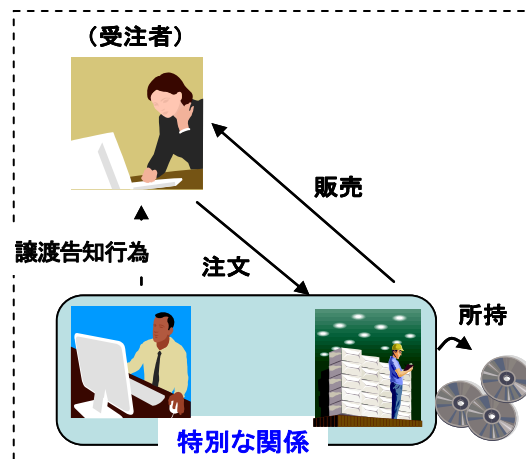 （受注者）
販売
譲渡告知行為
注文
所持
特別な関係